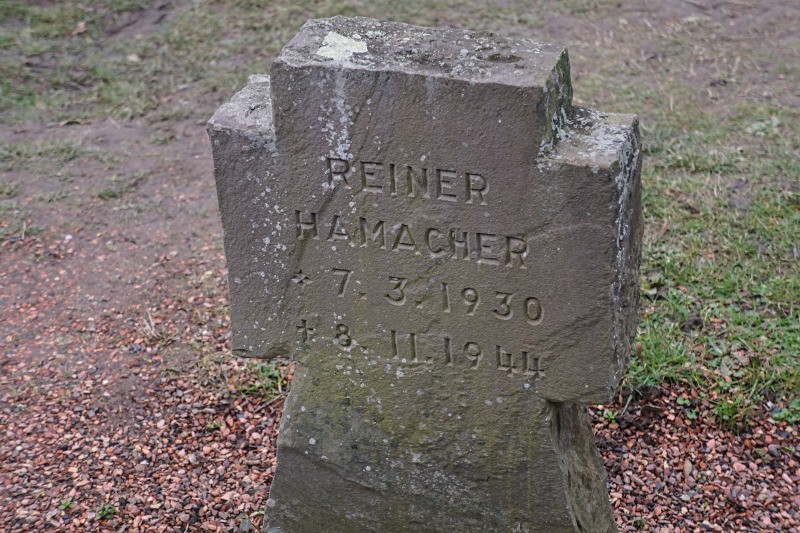 REINER
HAMACHER
* 7. 3. 1930
† 8. 11. 1944